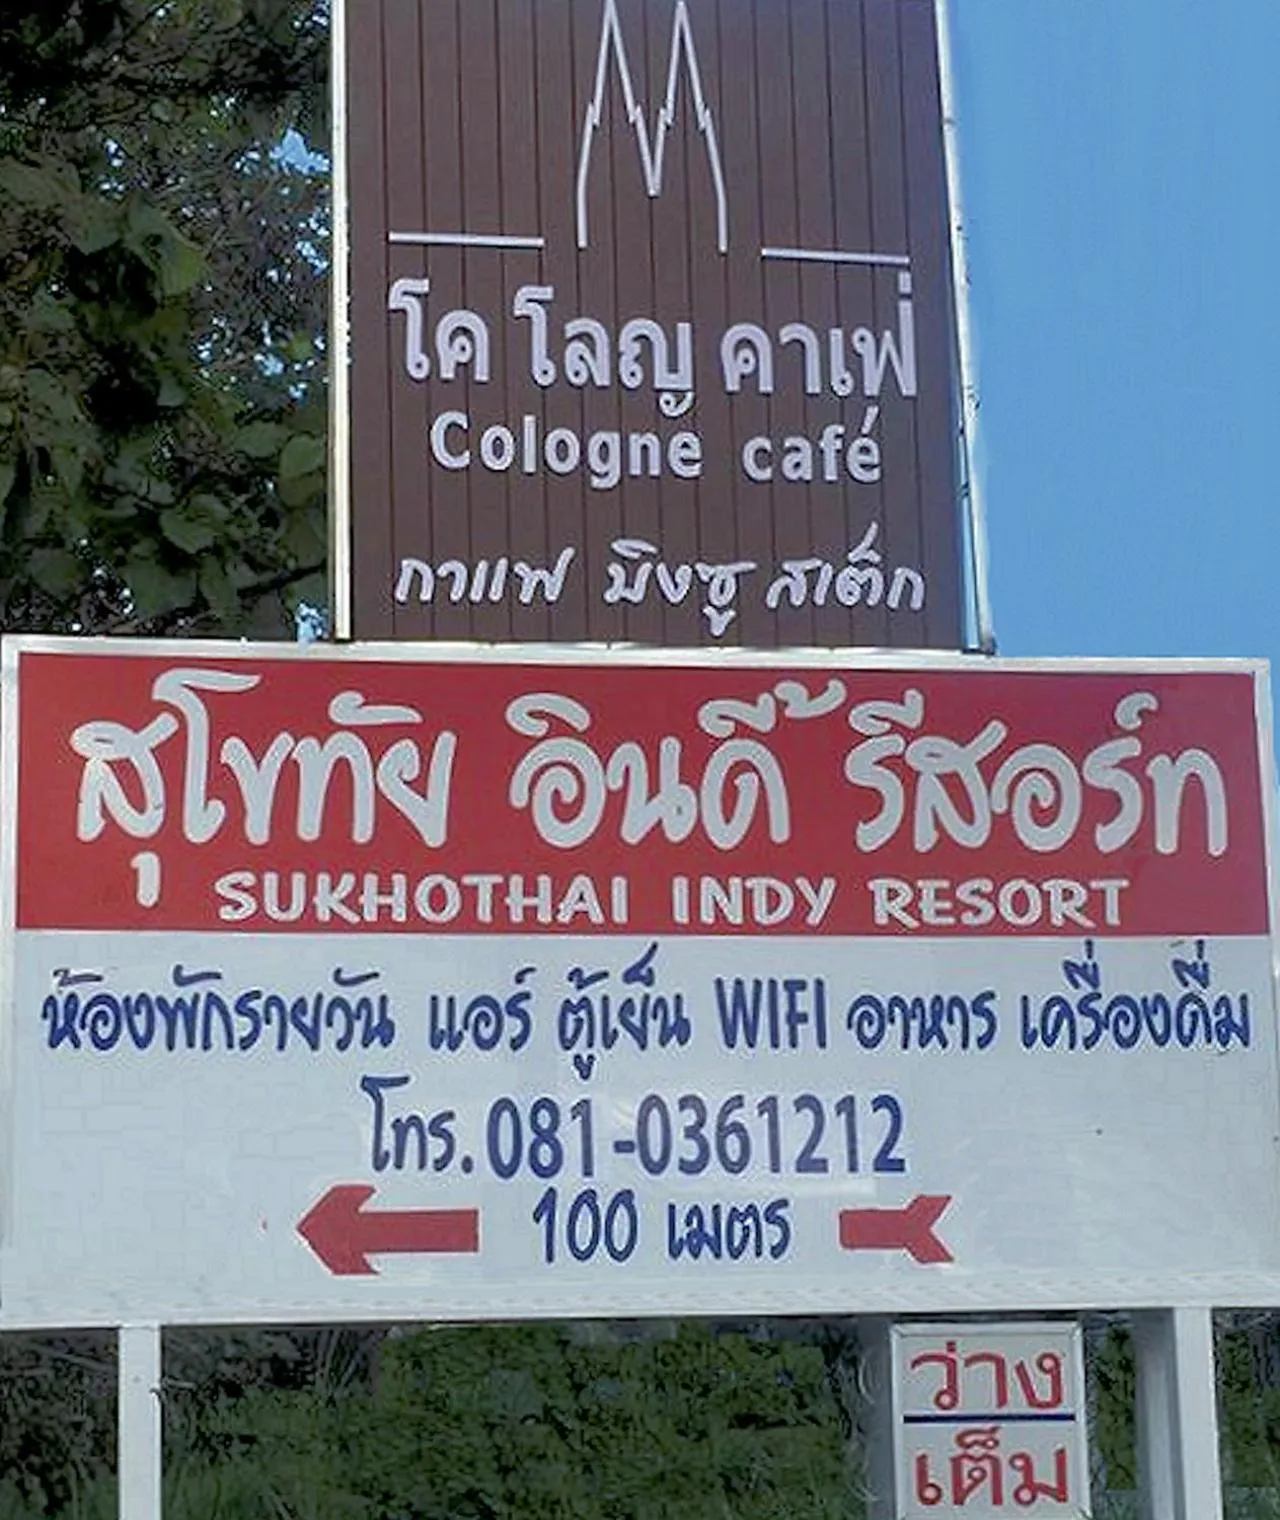 โคโลญ คาเฟ่
Cologne café
กาแฟ บิงซู สเต็ก
สุโขทัย อินดี้ รีสอร์ท
SUKHOTHAI INDY RESORT
ห้องพักรายวัน แอร์ ตู้เย็น WIFI อาหาร เครื่องดื่ม
โทร. 081-0361212
100 เมตร
ว่าง
เต็ม